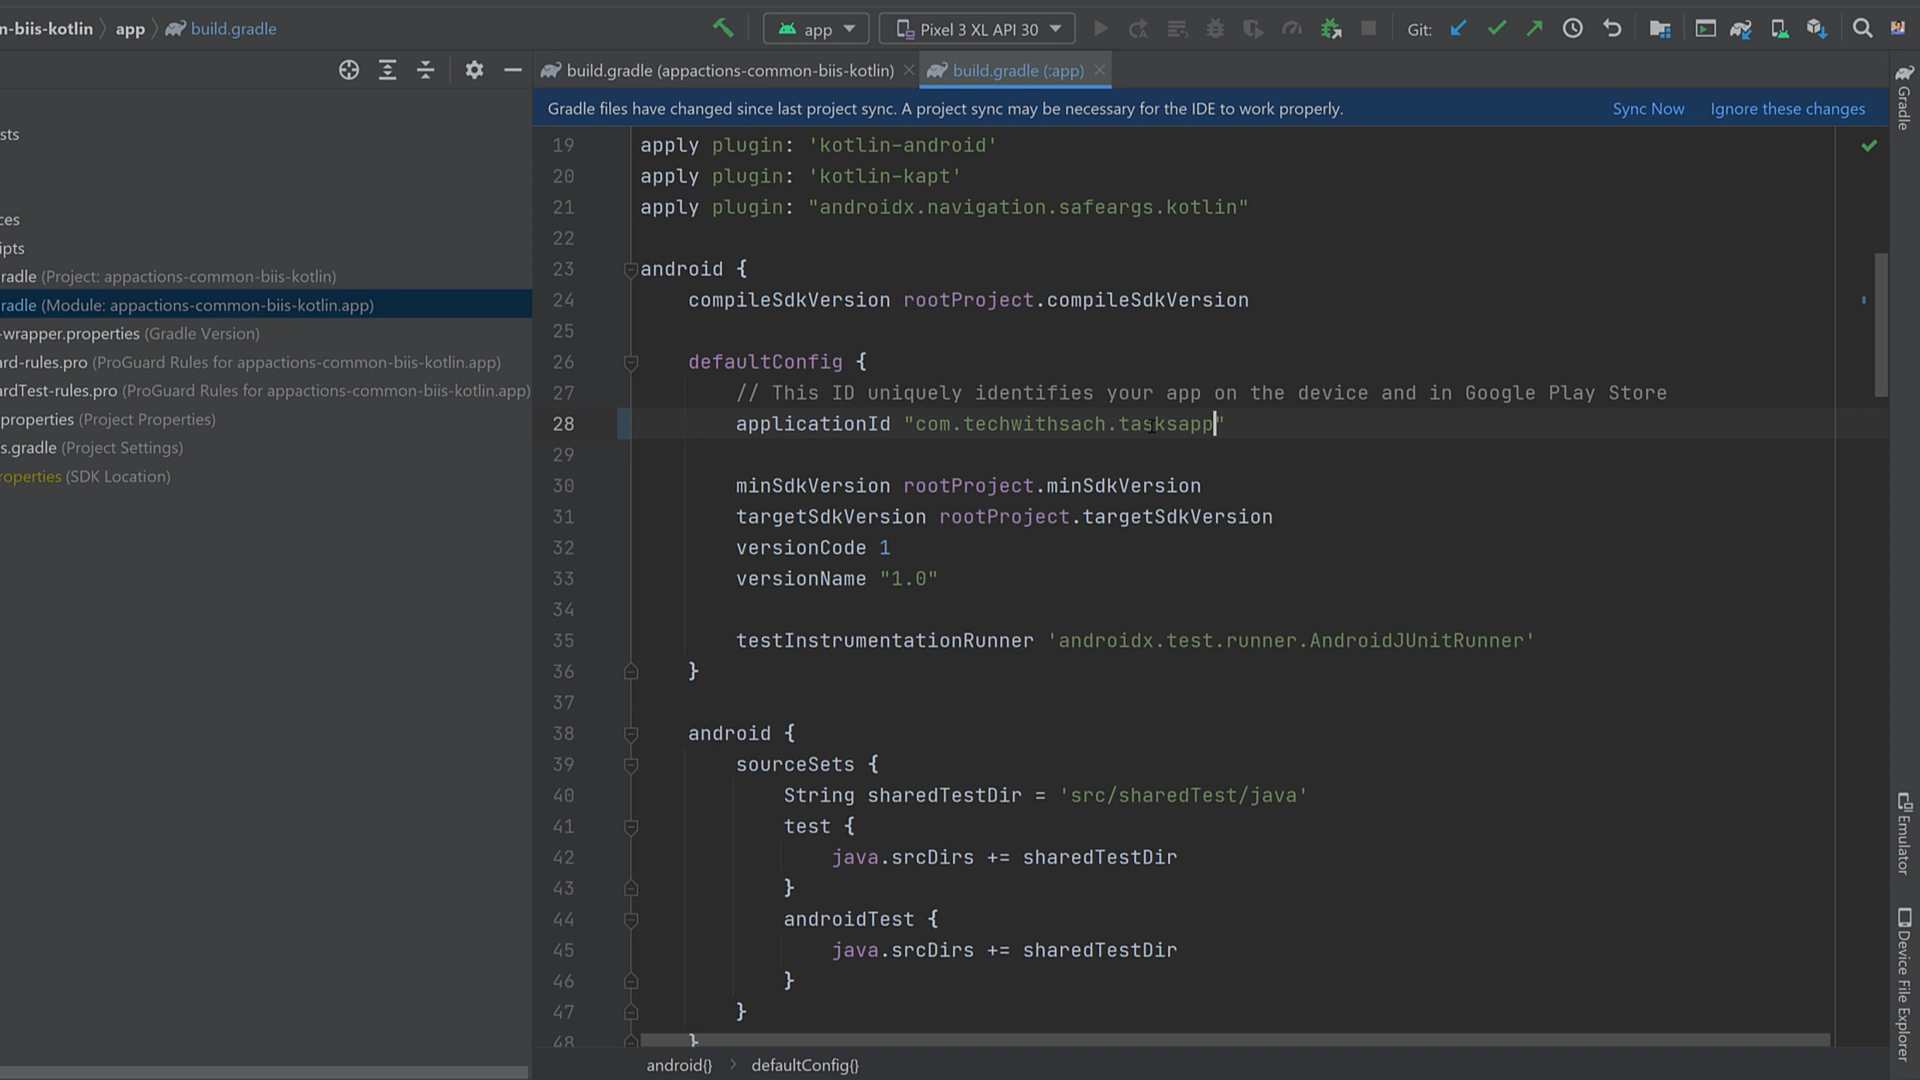 n-biis-kotlin app build.gradle
app Pixel 3 XL API 30 Git:
build.gradle (appactions-common-biis-kotlin) build.gradle (:app)
Gradle files have changed since last project sync. A project sync may be necessary for the IDE to work properly. Sync Now Ignore these changes
sts
ces
ipts
radle (Project: appactions-common-biis-kotlin)
radle (Module: appactions-common-biis-kotlin.app)
-wrapper.properties (Gradle Version)
ard-rules.pro (ProGuard Rules for appactions-common-biis-kotlin.app)
ardTest-rules.pro (ProGuard Rules for appactions-common-biis-kotlin.app)
properties (Project Properties)
s.gradle (Project Settings)
roperties (SDK Location)
19 apply plugin: 'kotlin-android'
20 apply plugin: 'kotlin-kapt'
21 apply plugin: "androidx.navigation.safeargs.kotlin"
22
23 android {
24 compileSdkVersion rootProject.compileSdkVersion
25
26 defaultConfig {
27 // This ID uniquely identifies your app on the device and in Google Play Store
28 applicationId "com.techwithsach.tasksapp"
29
30 minSdkVersion rootProject.minSdkVersion
31 targetSdkVersion rootProject.targetSdkVersion
32 versionCode 1
33 versionName "1.0"
34
35 testInstrumentationRunner 'androidx.test.runner.AndroidJUnitRunner'
36 }
37
38 android {
39 sourceSets {
40 String sharedTestDir = 'src/sharedTest/java'
41 test {
42 java.srcDirs += sharedTestDir
43 }
44 androidTest {
45 java.srcDirs += sharedTestDir
46 }
47 }
48 }
android{} defaultConfig{}
Gradle
Emulator
Device File Explorer